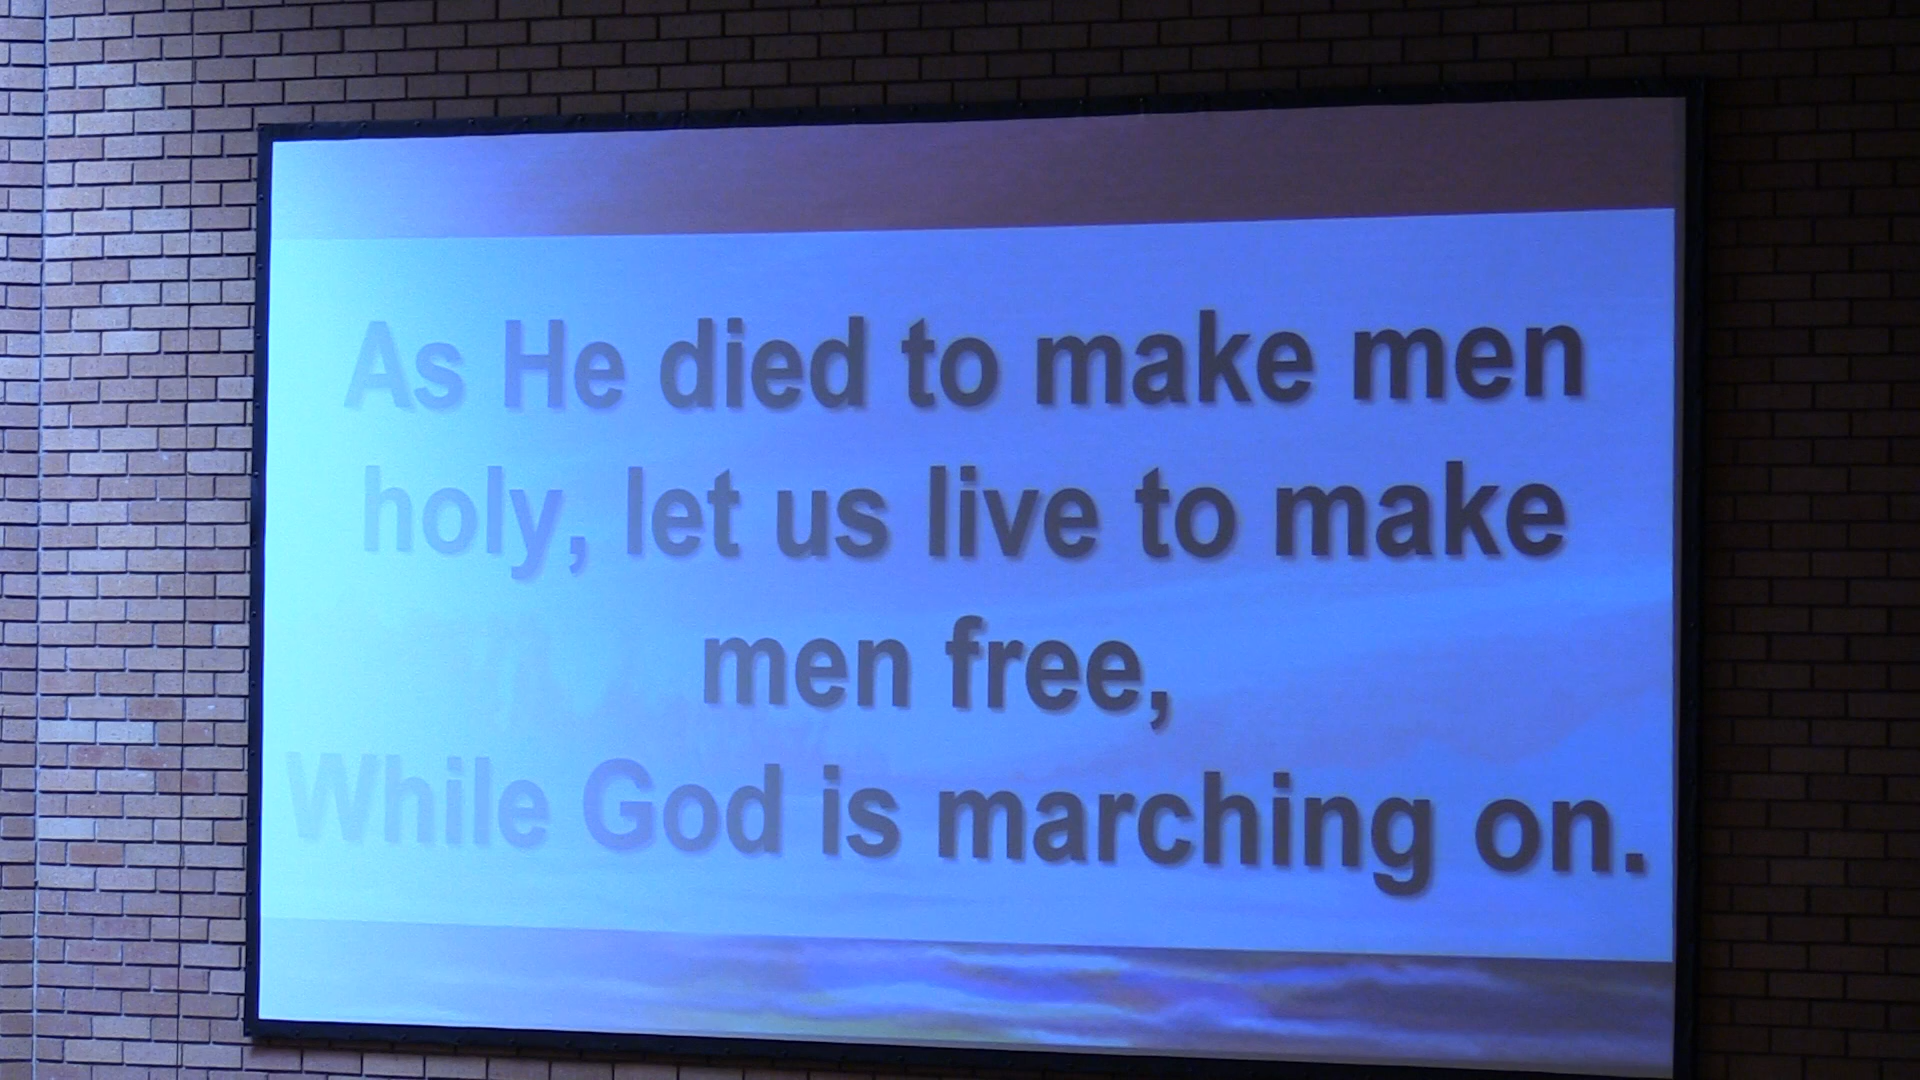 As He died to make men
holy, let us live to make
men free,
While God is marching on.